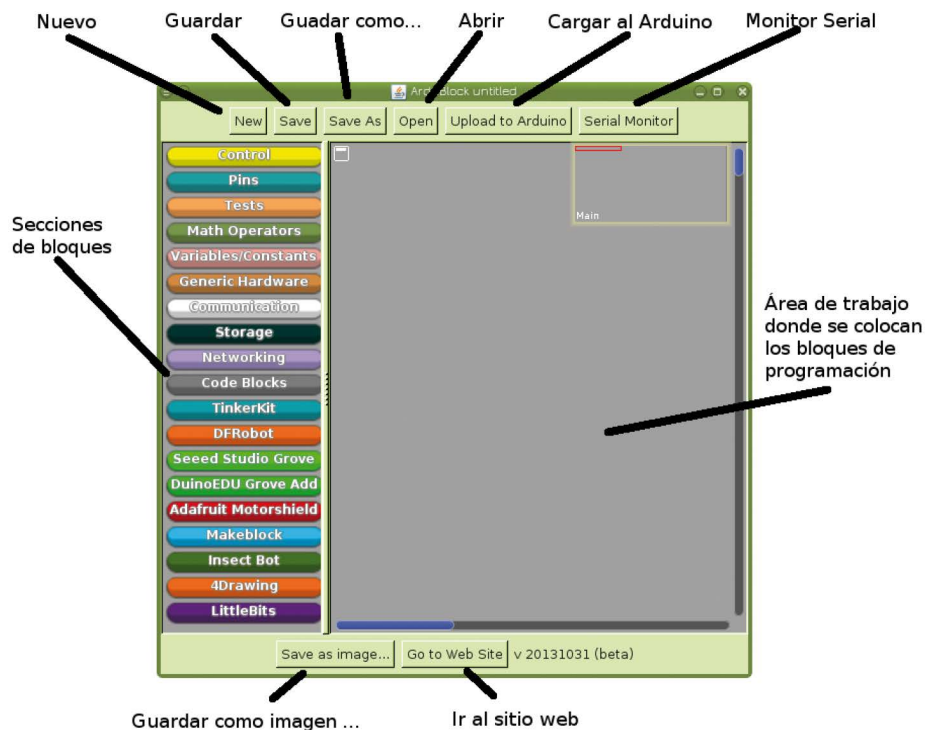 Nuevo
Guardar
Guadar como...
Abrir
Cargar al Arduino
Monitor Serial
Block untitled
New
Save
Save As
Open
Upload to Arduino
Serial Monitor
Control
Pins
Tests
Math Operators
Variables/Constants
Generic Hardware
Communication
Storage
Networking
Code Blocks
TinkerKit
DFRobot
Seeed Studio Grove
DuinoEDU Grove Add
Adafruit Motorshield
Makeblock
Insect Bot
4Drawing
LittleBits
Main
Secciones
de bloques
Área de trabajo
donde se colocan
los bloques de
programación
Save as image...
Go to Web Site
v 20131031 (beta)
Guardar como imagen ...
Ir al sitio web